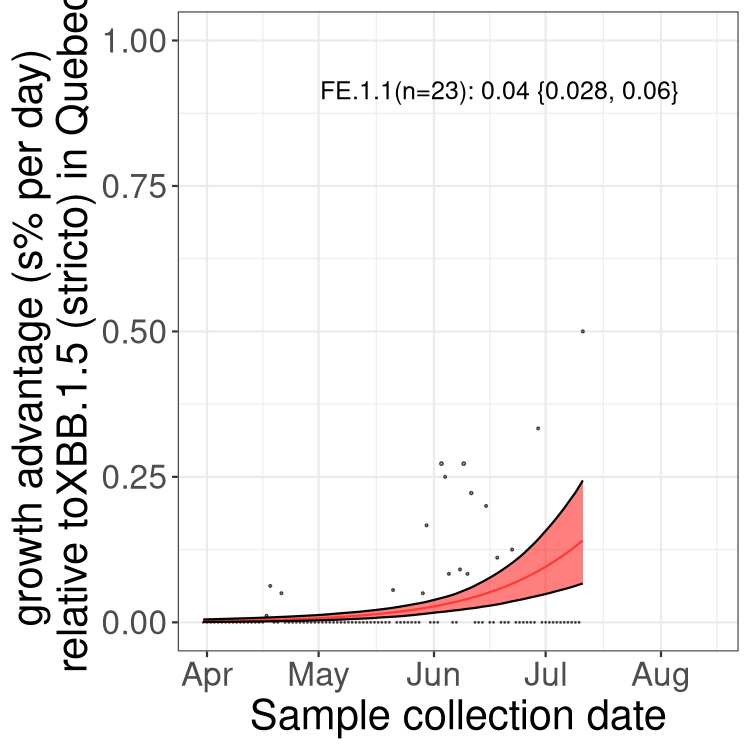 growth advantage (s% per day)
relative toXBB.1.5 (stricto) in Quebec
1.00
0.75
0.50
0.25
0.00
FE.1.1(n=23): 0.04 {0.028, 0.06}
Apr May Jun Jul Aug
Sample collection date